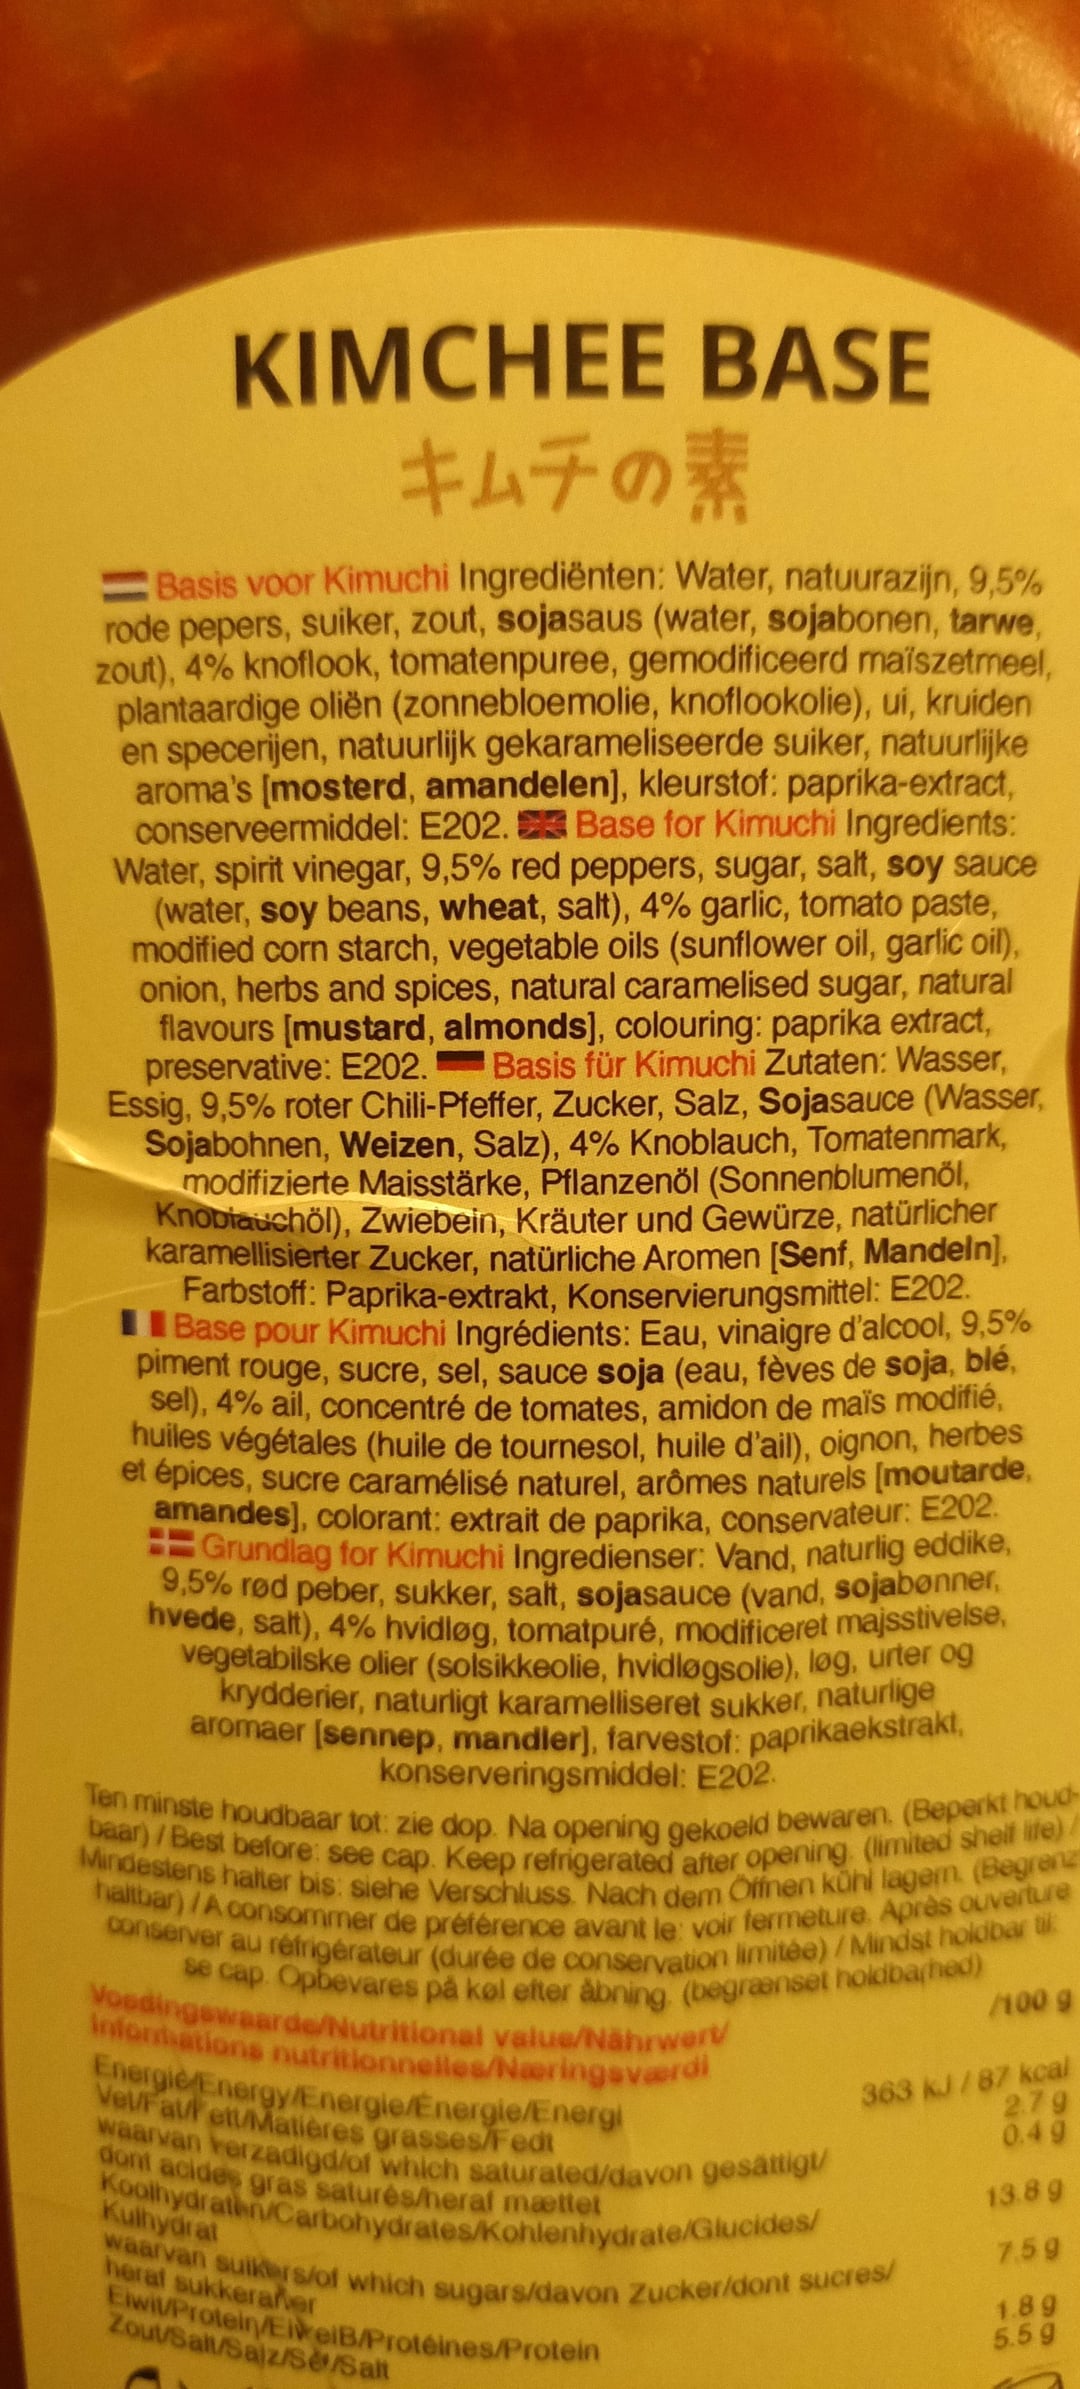 KIMCHEE BASE
キムチの素
Basis voor Kimuchi Ingrediënten: Water, natuurazijn, 9,5%
rode pepers, suiker, zout, sojasaus (water, sojabonen, tarwe,
zout), 4% knoflook, tomatenpuree, gemodificeerd maïszetmeel,
plantaardige oliën (zonnebloemolie, knoflookolie), ui, kruiden
en specerijen, natuurlijk gekarameliseerde suiker, natuurlijke
aroma's [mosterd, amandelen], kleurstof: paprika-extract,
conserveermiddel: E202. Base for Kimuchi Ingredients:
Water, spirit vinegar, 9,5% red peppers, sugar, salt, soy sauce
(water, soy beans, wheat, salt), 4% garlic, tomato paste,
modified corn starch, vegetable oils (sunflower oil, garlic oil),
onion, herbs and spices, natural caramelised sugar, natural
flavours [mustard, almonds], colouring: paprika extract,
preservative: E202. Basis für Kimuchi Zutaten: Wasser,
Essig, 9,5% roter Chili-Pfeffer, Zucker, Salz, Sojasauce (Wasser,
Sojabohnen, Weizen, Salz), 4% Knoblauch, Tomatenmark,
modifizierte Maisstärke, Pflanzenöl (Sonnenblumenöl,
Knoblauchöl), Zwiebeln, Kräuter und Gewürze, natürlicher
karamellisierter Zucker, natürliche Aromen [Senf, Mandeln],
Farbstoff: Paprika-extrakt, Konservierungsmittel: E202.
Base pour Kimuchi Ingrédients: Eau, vinaigre d'alcool, 9,5%
piment rouge, sucre, sel, sauce soja (eau, fèves de soja, blé,
sel), 4% ail, concentré de tomates, amidon de maïs modifié,
huiles végétales (huile de tournesol, huile d'ail), oignon, herbes
et épices, sucre caramélisé naturel, arômes naturels [moutarde,
amandes], colorant: extrait de paprika, conservateur: E202.
Grundlag for Kimuchi Ingredienser: Vand, naturlig eddike,
9,5% rød peber, sukker, salt, sojasauce (vand, sojabønner,
hvede, salt), 4% hvidløg, tomatpuré, modificeret majsstivelse,
vegetabilske olier (solsikkeolie, hvidløgsolie), løg, urter og
krydderier, naturligt karamelliseret sukker, naturlige
aromaer [sennep, mandler], farvestof: paprikaekstrakt,
konserveringsmiddel: E202.
Ten minste houdbaar tot: zie dop. Na opening gekoeld bewaren. (Beperkt houd-
baar) / Best before: see cap. Keep refrigerated after opening. (limited shelf life) /
Mindestens halter bis: siehe Verschluss. Nach dem Öffnen kühl lagern. (Begrenz
haltbar) / A consommer de préférence avant le: voir fermeture. Après ouverture
conserver au réfrigérateur (durée de conservation limitée) / Mindst holdbar til:
se cap. Opbevares på køl efter åbning. (begrænset holdbarhed)
Voedingswaarde/Nutritional value/Nährwert/
Informations nutritionnelles/Næringsværdi /100 g
Energie/Energy/Energie/Énergie/Energi 363 kJ / 87 kcal
Vet/Fat/Fett/Matières grasses/Fedt 2.7 g
waarvan verzadigd/of which saturated/davon gesättigt/
dont acides gras saturés/heraf mættet 0.4 g
Koolhydraten/Carbohydrates/Kohlenhydrate/Glucides/
Kulhydrat 13.8 g
waarvan suikers/of which sugars/davon Zucker/dont sucres/
heraf sukkerarter 7.5 g
Eiwit/Protein/Eiweiß/Protéines/Protein 1.8 g
Zout/Salt/Salz/Sel/Salt 5.5 g